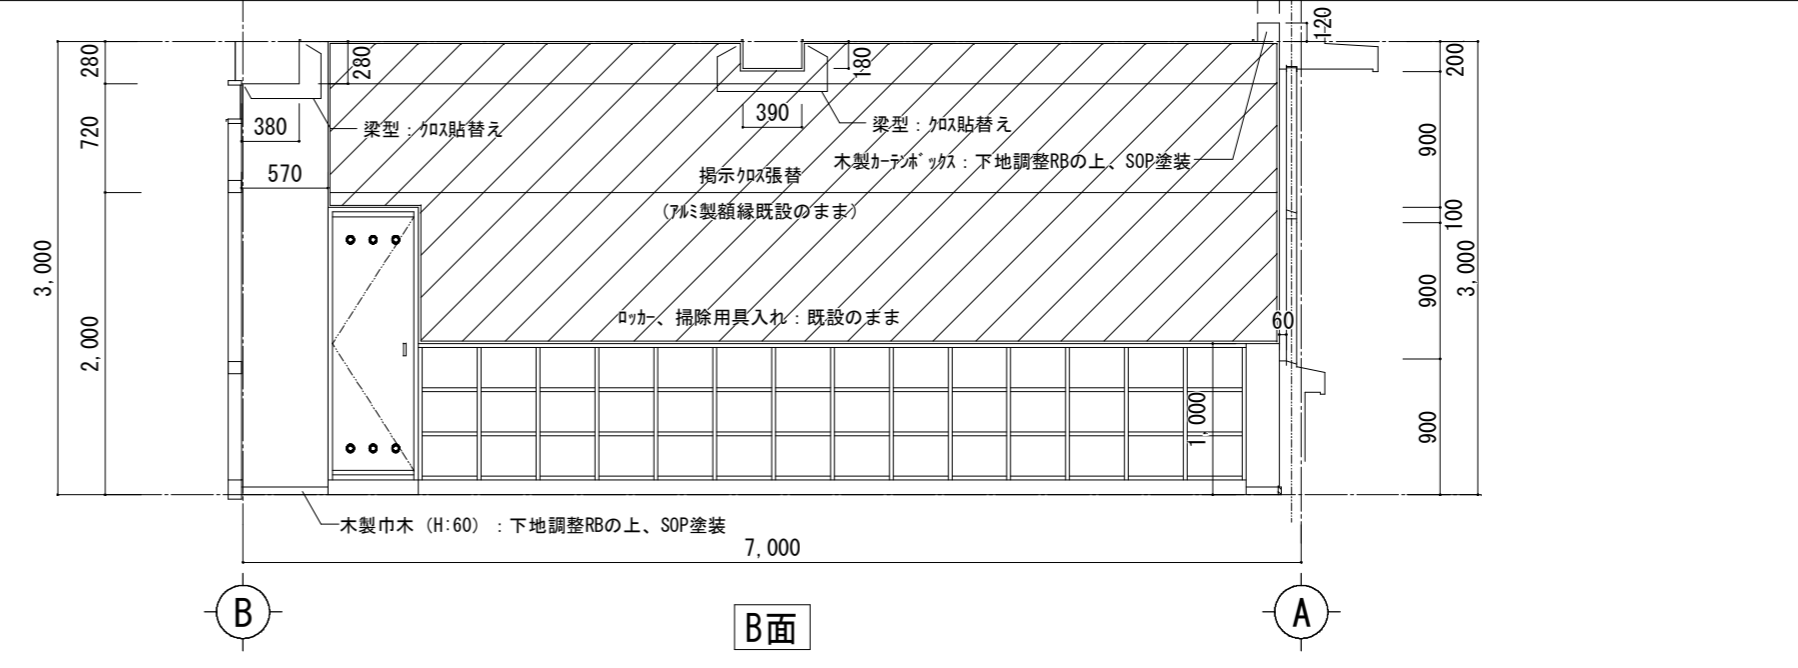 120
280
280
180
200
720
380
390
梁型：ｸﾛｽ貼替え
梁型：ｸﾛｽ貼替え
900
木製ｶｰﾃﾝﾎﾞｯｸｽ：下地調整RBの上、SOP塗装
570
掲示ｸﾛｽ張替
(ｱﾙﾐ製額縁既設のまま)
100
3,000
3,000
900
ﾛｯｶｰ、掃除用具入れ：既設のまま
60
2,000
1,000
900
木製巾木（H:60）：下地調整RBの上、SOP塗装
7,000
B
A
B面